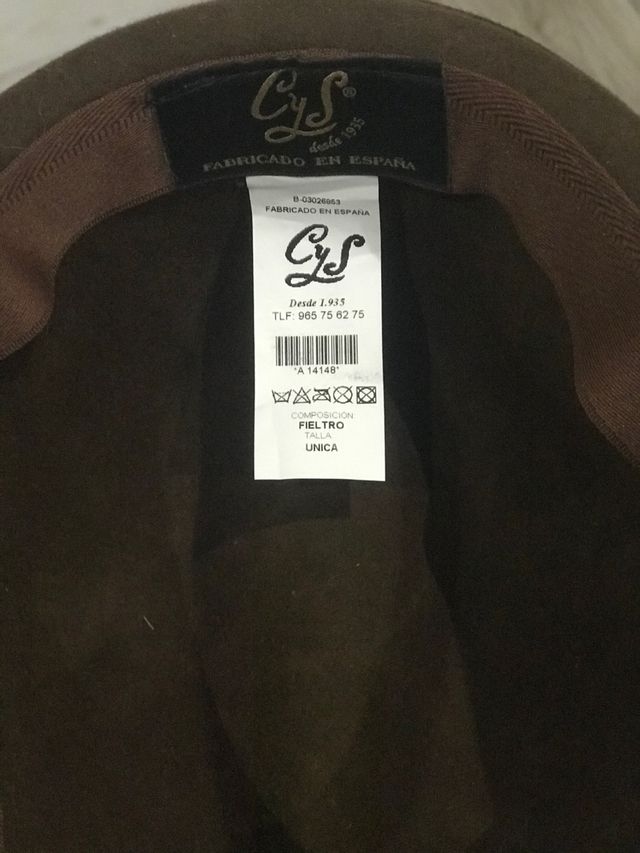 CyS®
desde 1935
FABRICADO EN ESPAÑA
B-03026953
FABRICADO EN ESPAÑA
CyS
Desde 1.935
TLF: 965 75 62 75
*A 14148*
COMPOSICIÓN:
FIELTRO
TALLA:
UNICA